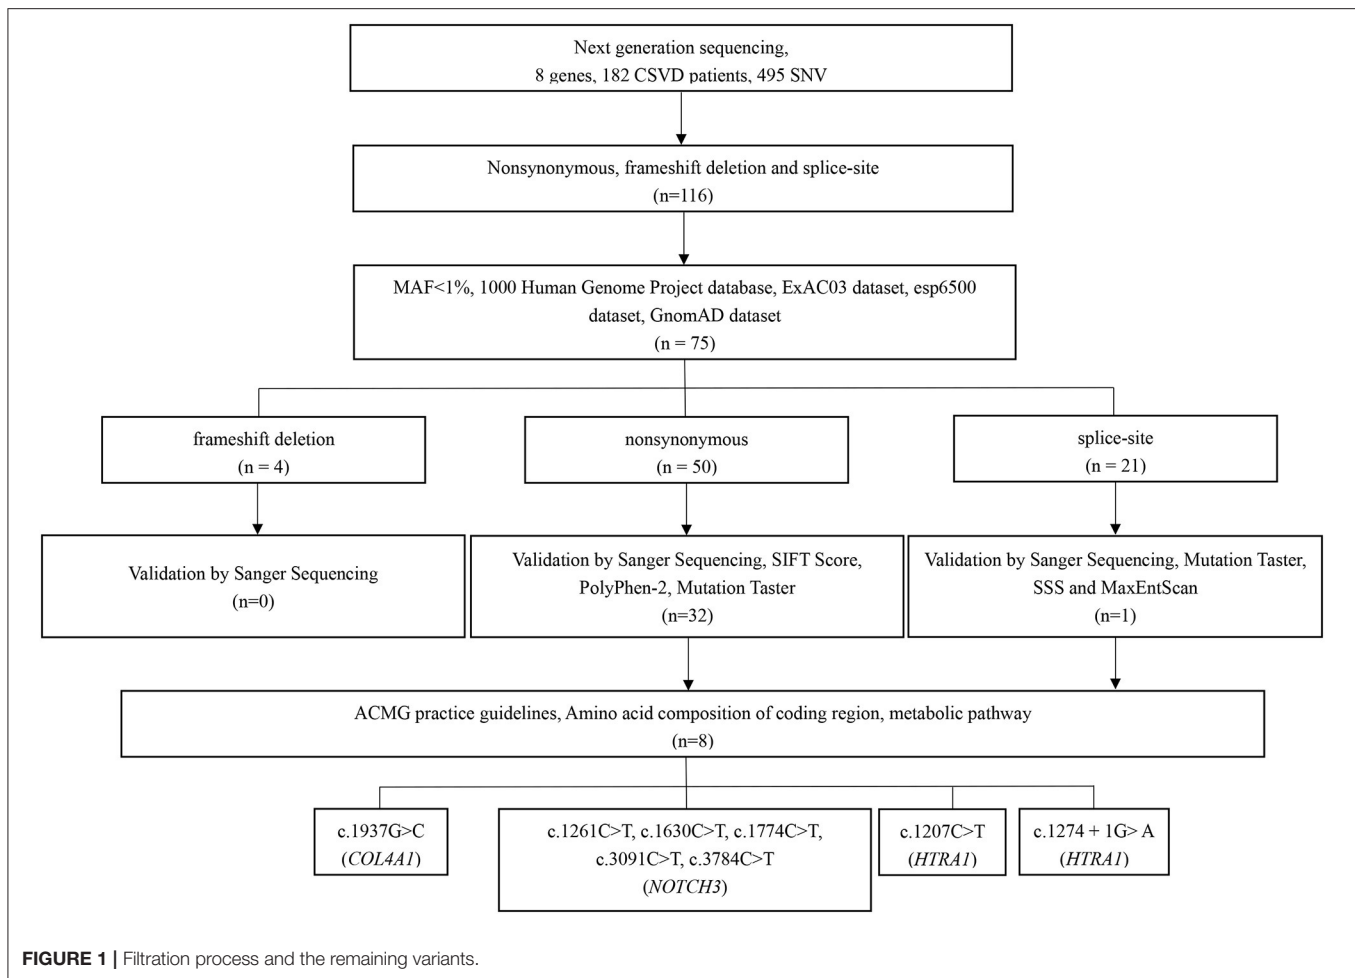 Next generation sequencing,
8 genes, 182 CSVD patients, 495 SNV
Nonsynonymous, frameshift deletion and splice-site
(n=116)
MAF<1%, 1000 Human Genome Project database, ExAC03 dataset, esp6500
dataset, GnomAD dataset
(n = 75)
frameshift deletion
(n = 4)
nonsynonymous
(n = 50)
splice-site
(n = 21)
Validation by Sanger Sequencing
(n=0)
Validation by Sanger Sequencing, SIFT Score,
PolyPhen-2, Mutation Taster
(n=32)
Validation by Sanger Sequencing, Mutation Taster,
SSS and MaxEntScan
(n=1)
ACMG practice guidelines, Amino acid composition of coding region, metabolic pathway
(n=8)
c.1937G>C
(COL4A1)
c.1261C>T, c.1630C>T, c.1774C>T,
c.3091C>T, c.3784C>T
(NOTCH3)
c.1207C>T
(HTRA1)
c.1274 + 1G> A
(HTRA1)
FIGURE 1 | Filtration process and the remaining variants.